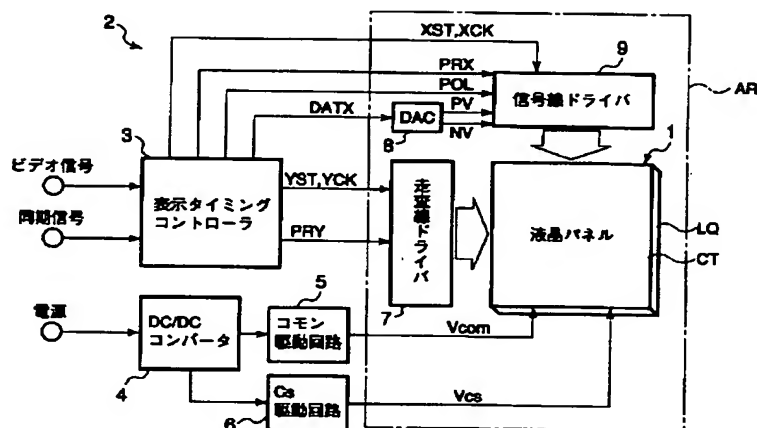 2
XST,XCK
9
PRX
POL
PV
DATX
DAC
NV
8
信号線ドライバ
AR
3
1
ビデオ信号
同期信号
表示タイミング
コントローラ
YST,YCK
PRY
走査線ドライバ
7
液晶パネル
LQ
CT
電源
DC/DC
コンバータ
4
5
コモン
駆動回路
Vcom
Cs
駆動回路
6
Vcs